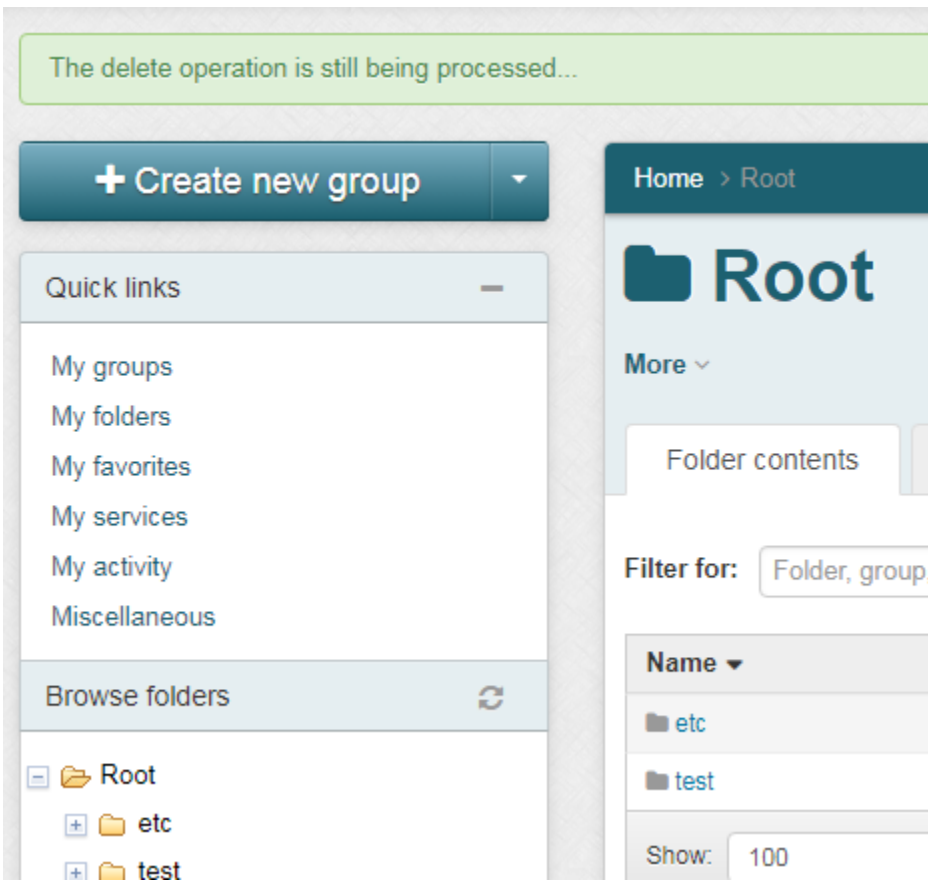 The delete operation is still being processed...
Create new group
Quick links
My groups
My folders
My favorites
My services
My activity
Miscellaneous
Browse folders
Root
etc
test
Home > Root
Root
More
Folder contents
Filter for: Folder, group,
Name
etc
test
Show: 100